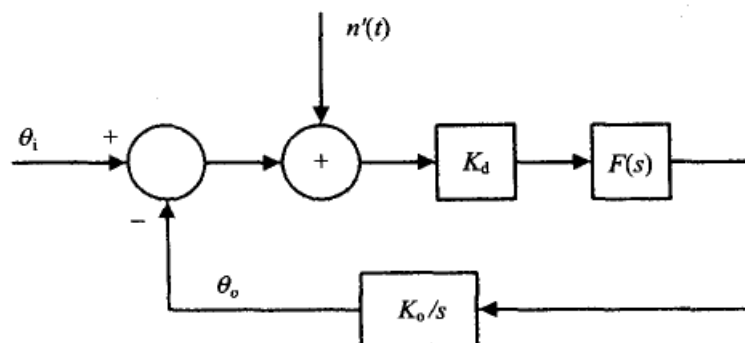 n'(t)
θi
+
+
Kd
F(s)
−
θo
Ko/s